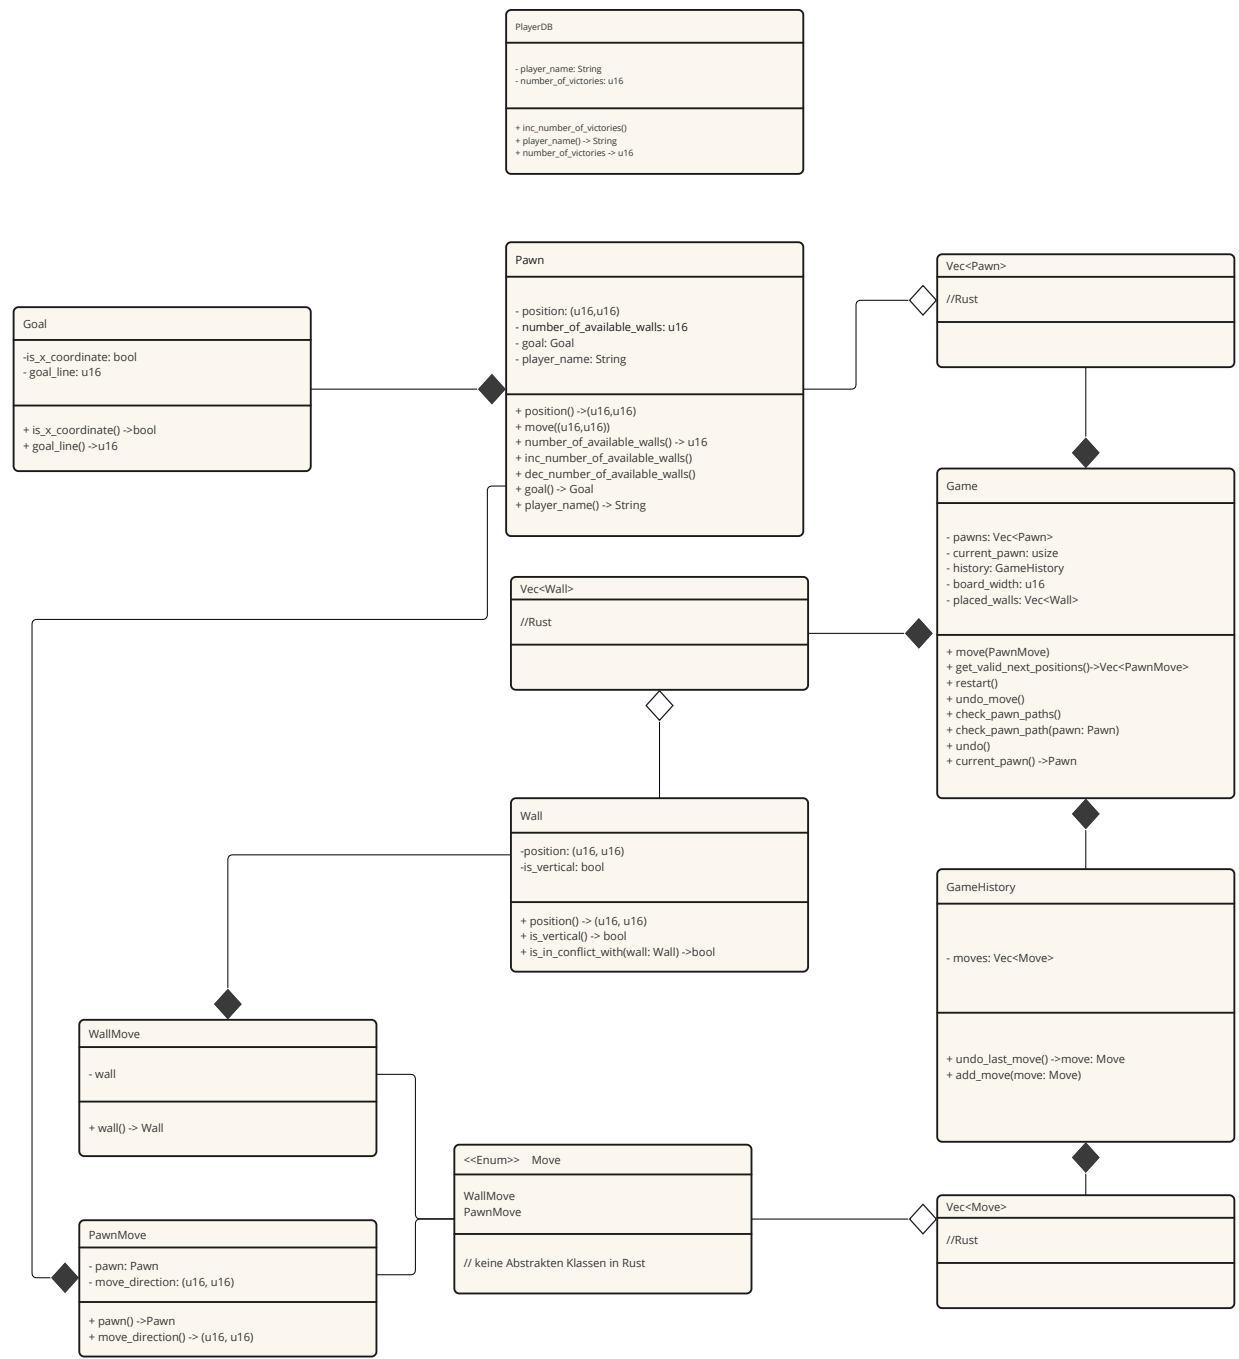 PlayerDB
- player_name: String
- number_of_victories: u16
+ inc_number_of_victories()
+ player_name() -> String
+ number_of_victories -> u16
Pawn
- position: (u16,u16)
- number_of_available_walls: u16
- goal: Goal
- player_name: String
+ position() ->(u16,u16)
+ move((u16,u16))
+ number_of_available_walls() -> u16
+ inc_number_of_available_walls()
+ dec_number_of_available_walls()
+ goal() -> Goal
+ player_name() -> String
Vec<Pawn>
//Rust
Goal
-is_x_coordinate: bool
- goal_line: u16
+ is_x_coordinate() ->bool
+ goal_line() ->u16
Game
- pawns: Vec<Pawn>
- current_pawn: usize
- history: GameHistory
- board_width: u16
- placed_walls: Vec<Wall>
+ move(PawnMove)
+ get_valid_next_positions()->Vec<PawnMove>
+ restart()
+ undo_move()
+ check_pawn_paths()
+ check_pawn_path(pawn: Pawn)
+ undo()
+ current_pawn() ->Pawn
Vec<Wall>
//Rust
Wall
-position: (u16, u16)
-is_vertical: bool
+ position() -> (u16, u16)
+ is_vertical() -> bool
+ is_in_conflict_with(wall: Wall) ->bool
GameHistory
- moves: Vec<Move>
+ undo_last_move() ->move: Move
+ add_move(move: Move)
WallMove
- wall
+ wall() -> Wall
<<Enum>> Move
WallMove
PawnMove
// keine Abstrakten Klassen in Rust
Vec<Move>
//Rust
PawnMove
- pawn: Pawn
- move_direction: (u16, u16)
+ pawn() ->Pawn
+ move_direction() -> (u16, u16)